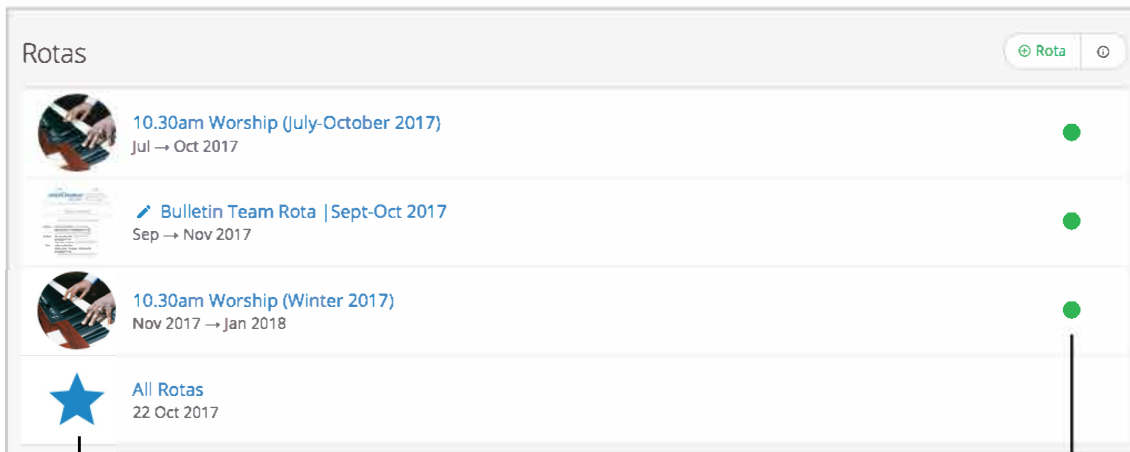 Rotas
Rota
10.30am Worship (July-October 2017)
Jul → Oct 2017
Bulletin Team Rota |Sept-Oct 2017
Sep → Nov 2017
10.30am Worship (Winter 2017)
Nov 2017 → Jan 2018
All Rotas
22 Oct 2017